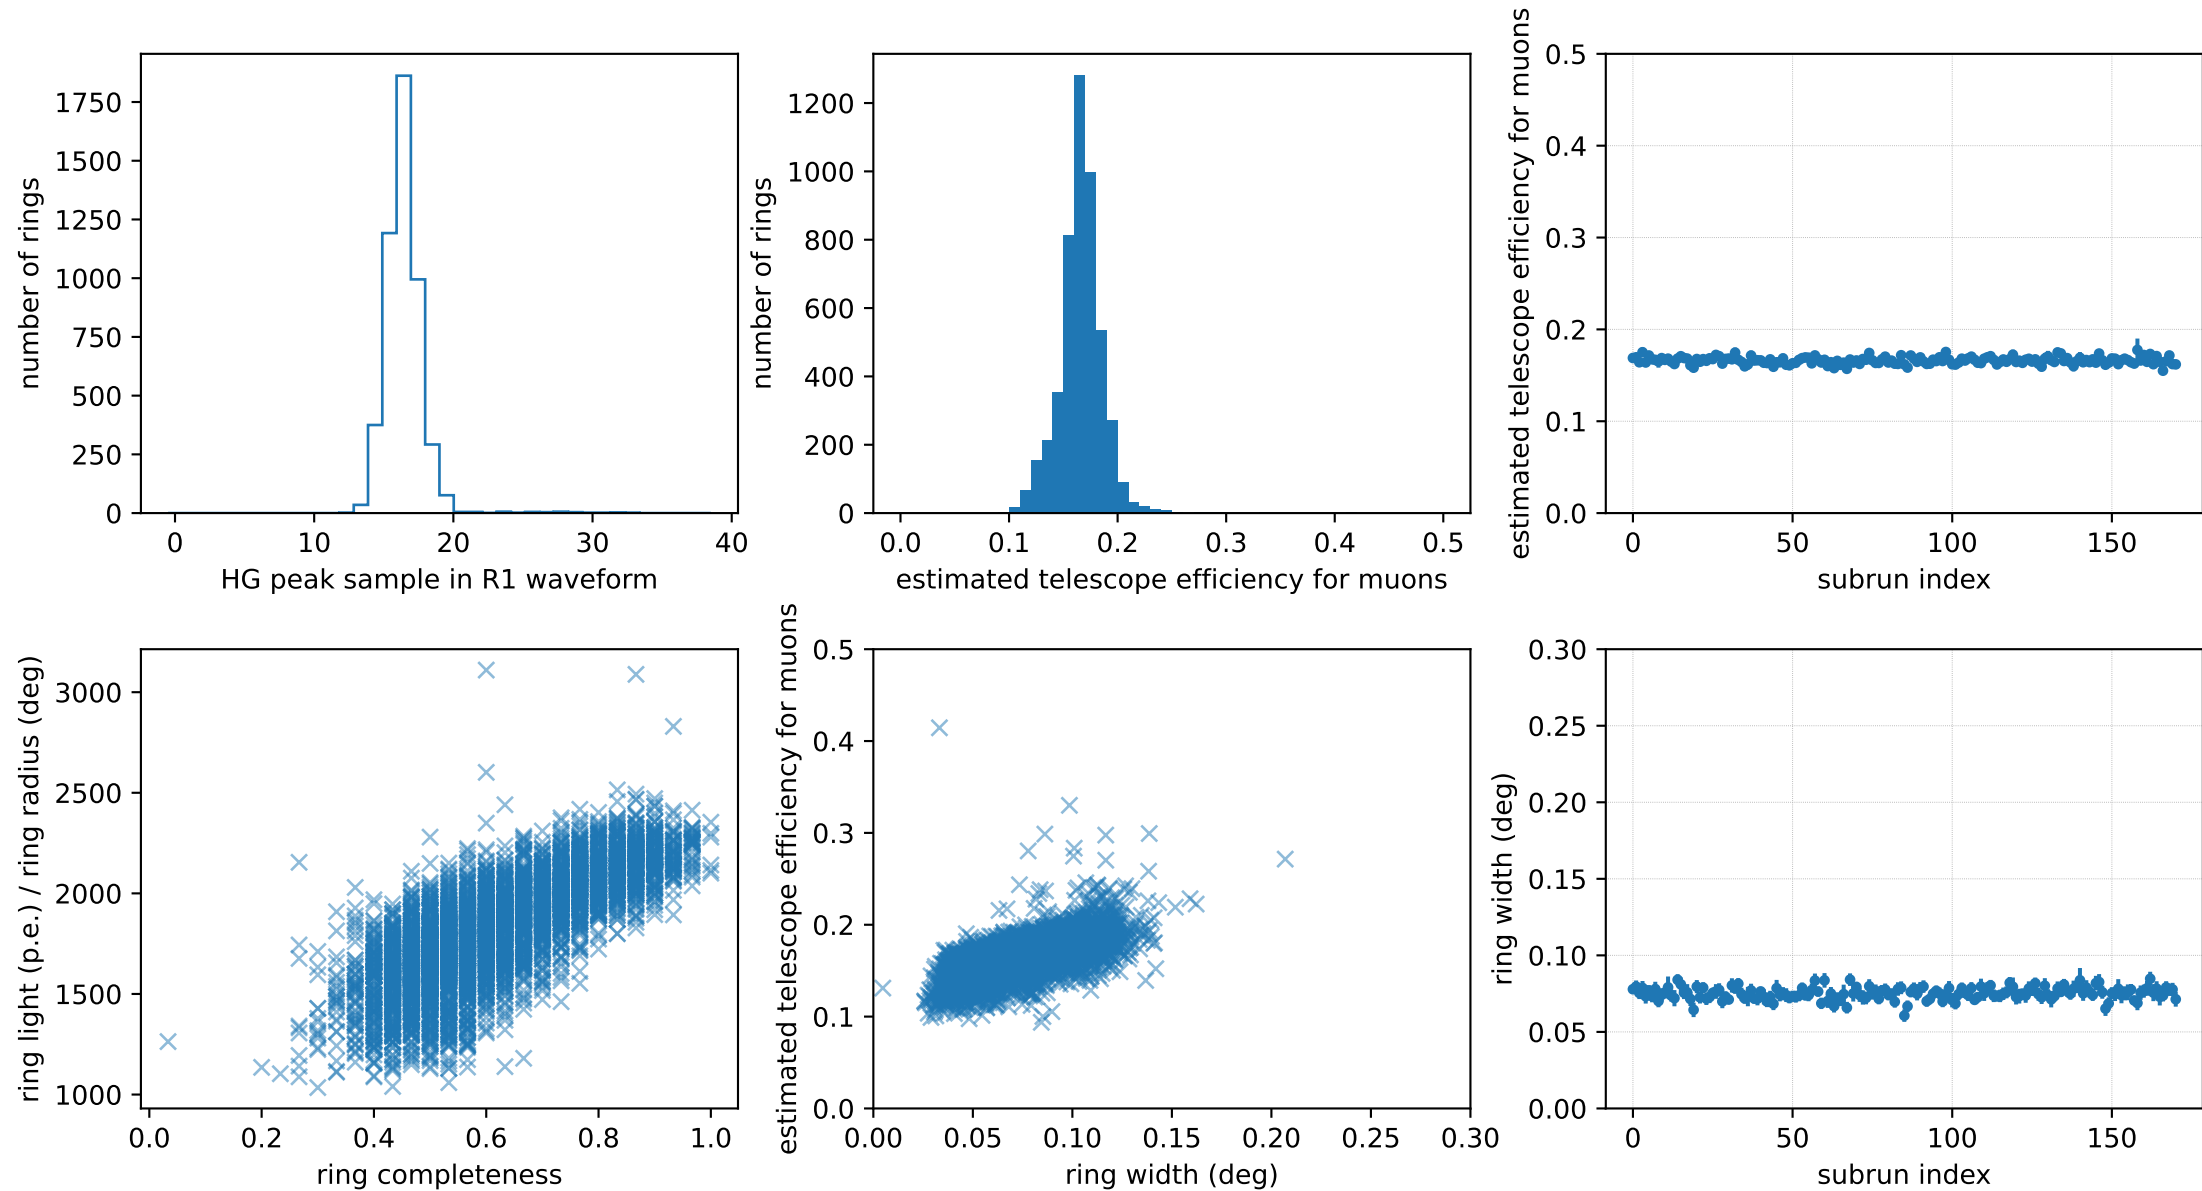 number of rings
1750
1500
1250
1000
750
500
250
0
0 10 20 30 40
HG peak sample in R1 waveform
number of rings
1200
1000
800
600
400
200
0
0.0 0.1 0.2 0.3 0.4 0.5
estimated telescope efficiency for muons
estimated telescope efficiency for muons
0.5
0.4
0.3
0.2
0.1
0.0
0 50 100 150
subrun index
ring light (p.e.) / ring radius (deg)
3000
2500
2000
1500
1000
0.0 0.2 0.4 0.6 0.8 1.0
ring completeness
estimated telescope efficiency for muons
0.5
0.4
0.3
0.2
0.1
0.0
0.00 0.05 0.10 0.15 0.20 0.25 0.30
ring width (deg)
ring width (deg)
0.30
0.25
0.20
0.15
0.10
0.05
0.00
0 50 100 150
subrun index